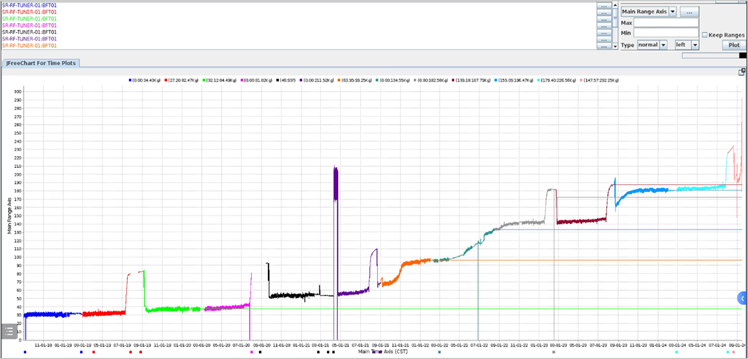 SR-RF-TUNER-01:BFT01
SR-RF-TUNER-01:BFT01
SR-RF-TUNER-01:BFT01
SR-RF-TUNER-01:BFT01
SR-RF-TUNER-01:BFT01
SR-RF-TUNER-01:BFT01
SR-RF-TUNER-01:BFT01
Main Range Axis
...
Max
Min
Keep Ranges
Type normal left Plot
JFreeChart For Time Plots
300
290
280
270
260
250
240
230
220
210
200
190
180
170
160
150
140
130
120
110
100
90
80
70
60
50
40
30
20
10
0
Main Range Axis
11-01-18 01-01-19 03-01-19 05-01-19 07-01-19 09-01-19 11-01-19 01-01-20 03-01-20 05-01-20 07-01-20 09-01-20 11-01-20 01-01-21 03-01-21 05-01-21 07-01-21 09-01-21 11-01-21 01-01-22 03-01-22 05-01-22 07-01-22 09-01-22 11-01-22 01-01-23 03-01-23 05-01-23 07-01-23 09-01-23 11-01-23 01-01-24 03-01-24 05-01-24 07-01-24 09-01-24
Main Time Axis (CST)